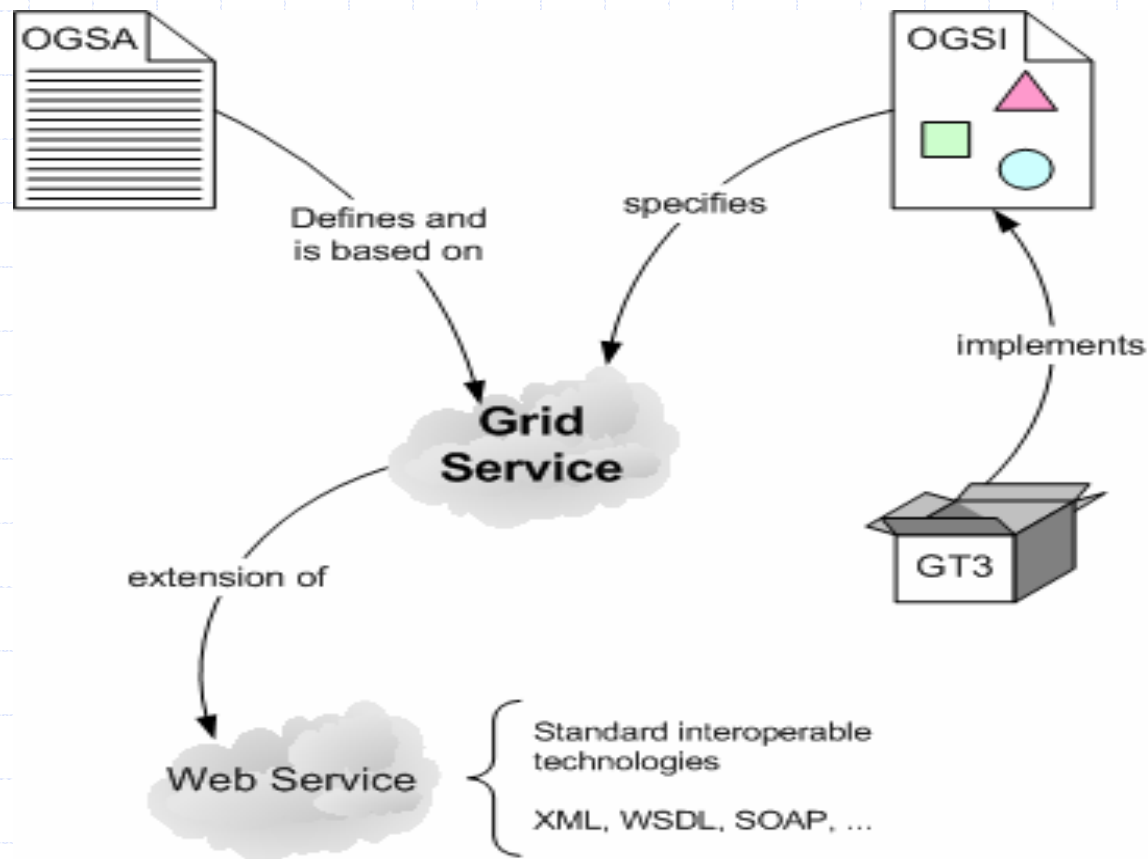 OGSA
OGSI
Defines and
is based on
specifies
implements
Grid
Service
GT3
extension of
Web Service
Standard interoperable
technologies
XML, WSDL, SOAP, ...